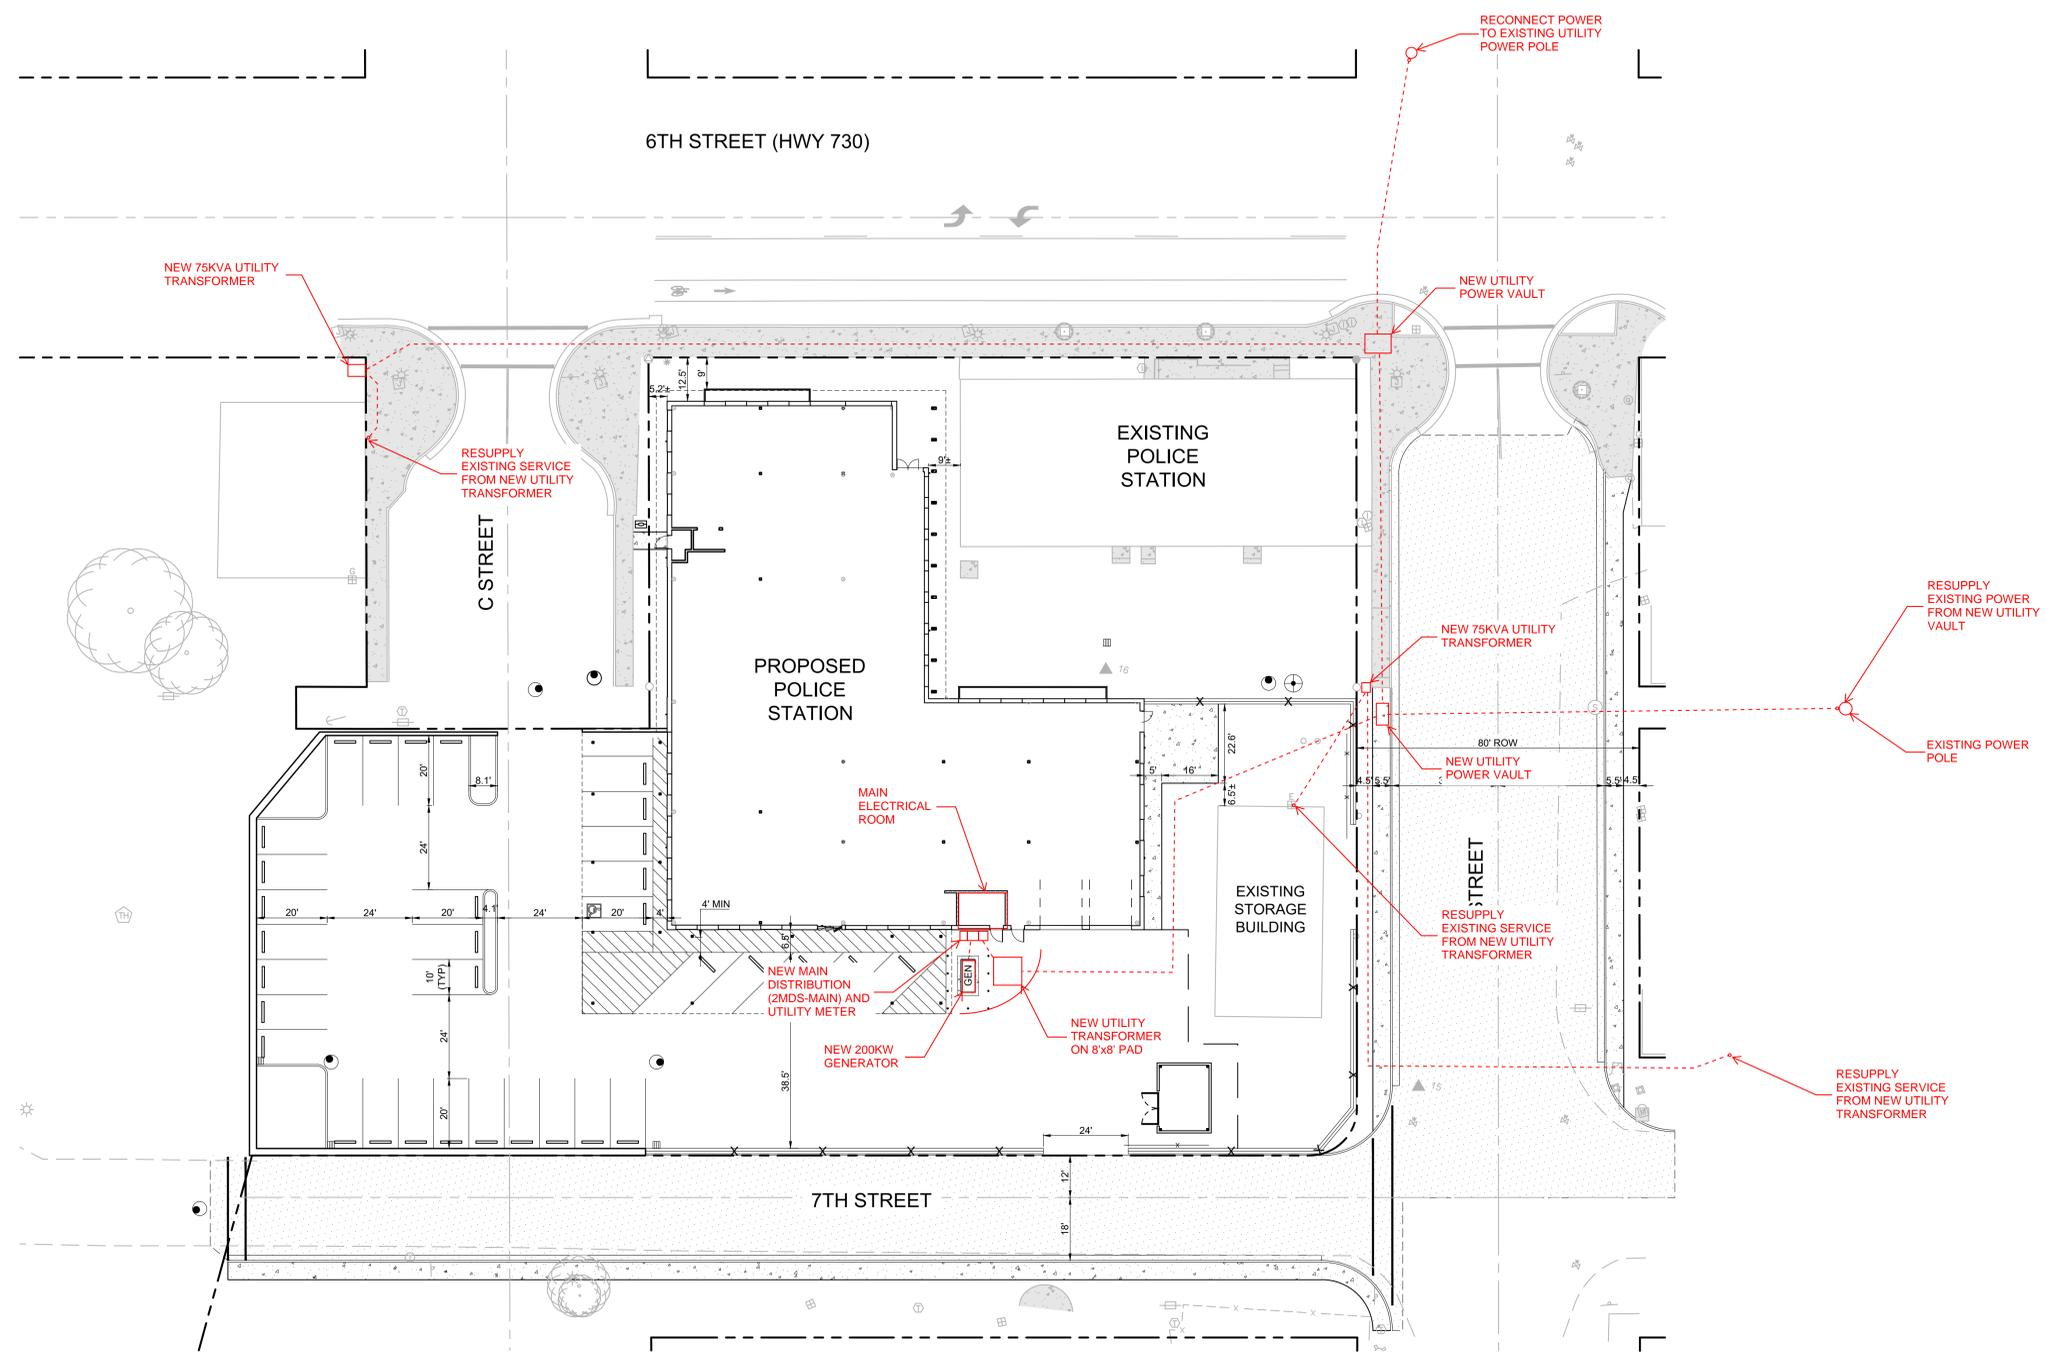 RECONNECT POWER
TO EXISTING UTILITY
POWER POLE
6TH STREET (HWY 730)
NEW 75KVA UTILITY
TRANSFORMER
NEW UTILITY
POWER VAULT
12.5'
9'
5.2'±
RESUPPLY
EXISTING SERVICE
FROM NEW UTILITY
TRANSFORMER
EXISTING
POLICE
STATION
9'±
C STREET
G
RESUPPLY
EXISTING POWER
FROM NEW UTILITY
VAULT
NEW 75KVA UTILITY
TRANSFORMER
PROPOSED
POLICE
STATION
16
T
S
EXISTING POWER
POLE
80' ROW
NEW UTILITY
POWER VAULT
22.6'
5'
16'
6.5'±
4.5'
5.5'
5.5'
4.5'
20'
8.1'
24'
MAIN
ELECTRICAL
ROOM
E
STREET
EXISTING
STORAGE
BUILDING
4' MIN
TH
20'
24'
20'
4.1'
24'
20'
4'
6.5'
RESUPPLY
EXISTING SERVICE
FROM NEW UTILITY
TRANSFORMER
10'
(TYP)
GEN
NEW MAIN
DISTRIBUTION
(2MDS-MAIN) AND
UTILITY METER
NEW UTILITY
TRANSFORMER
ON 8'x8' PAD
NEW 200KW
GENERATOR
24'
38.5'
20'
24'
15
RESUPPLY
EXISTING SERVICE
FROM NEW UTILITY
TRANSFORMER
12'
7TH STREET
18'
T
T